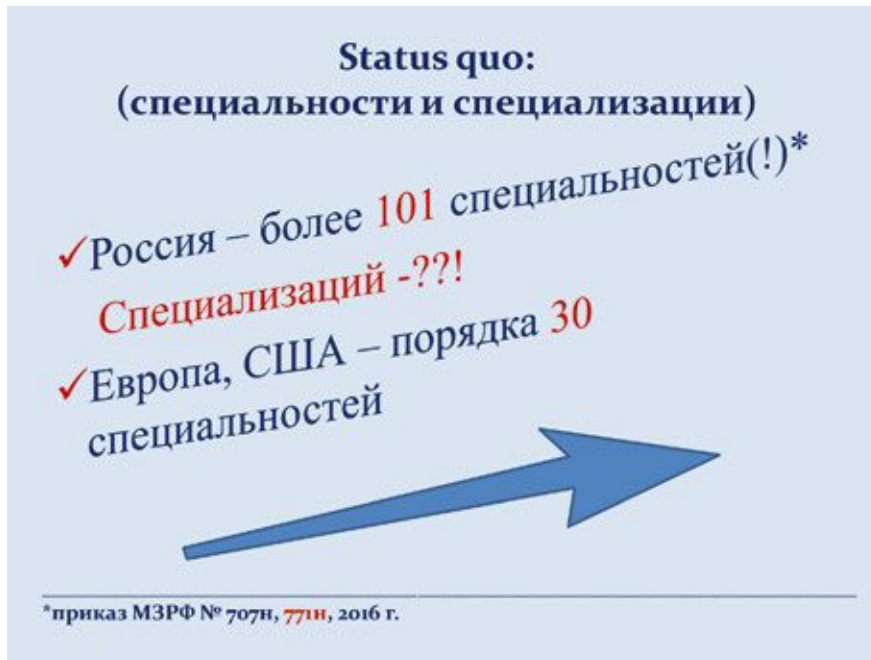 Status quo:
(специальности и специализации)
✓Россия – более 101 специальностей(!)*
Специализаций -??!
✓Европа, США – порядка 30
специальностей
*приказ МЗРФ № 707н, 771н, 2016 г.